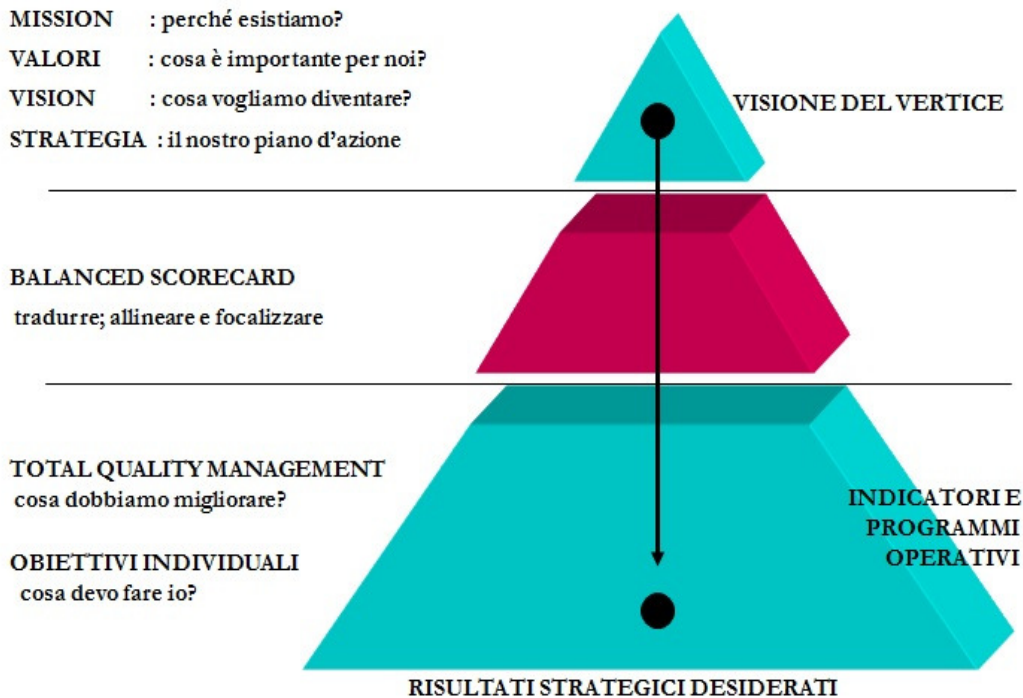 MISSION : perché esistiamo?
VALORI : cosa è importante per noi?
VISION : cosa vogliamo diventare?
STRATEGIA : il nostro piano d'azione
VISIONE DEL VERTICE
BALANCED SCORECARD
tradurre; allineare e focalizzare
TOTAL QUALITY MANAGEMENT
cosa dobbiamo migliorare?
OBIETTIVI INDIVIDUALI
cosa devo fare io?
INDICATORI E
PROGRAMMI
OPERATIVI
RISULTATI STRATEGICI DESIDERATI